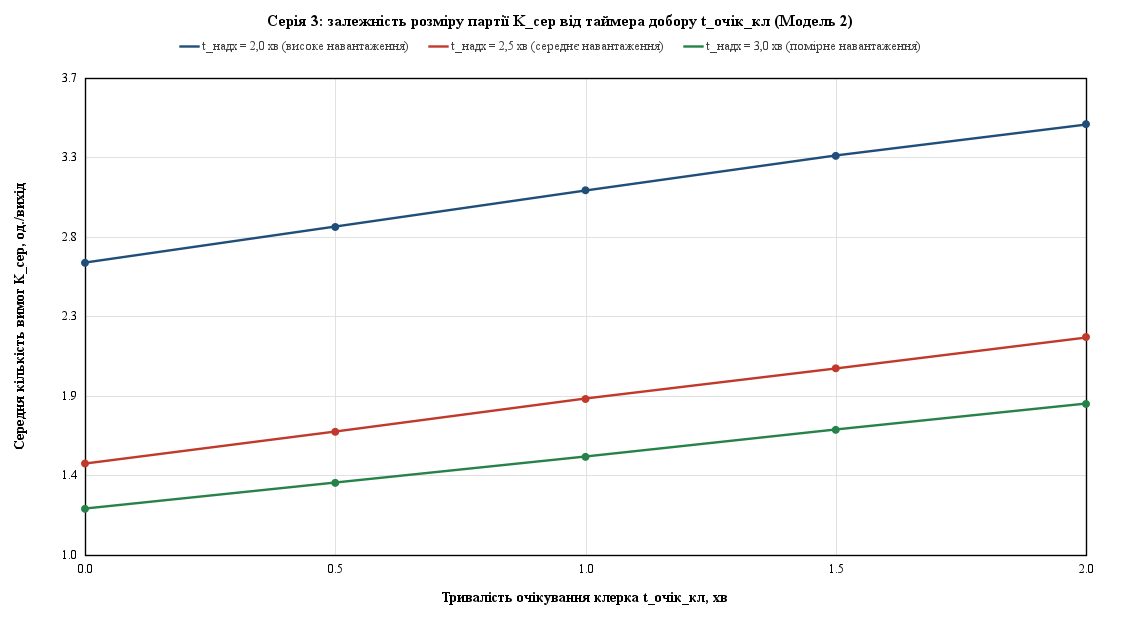 Серія 3: залежність розміру партії K_сер від таймера добору t_очік_кл (Модель 2)
t_надх = 2,0 хв (високе навантаження) t_надх = 2,5 хв (середнє навантаження) t_надх = 3,0 хв (помірне навантаження)
3.7
3.3
2.8
2.3
1.9
1.4
1.0
Середня кількість вимог K_сер, од./вихід
0.0 0.5 1.0 1.5 2.0
Тривалість очікування клерка t_очік_кл, хв